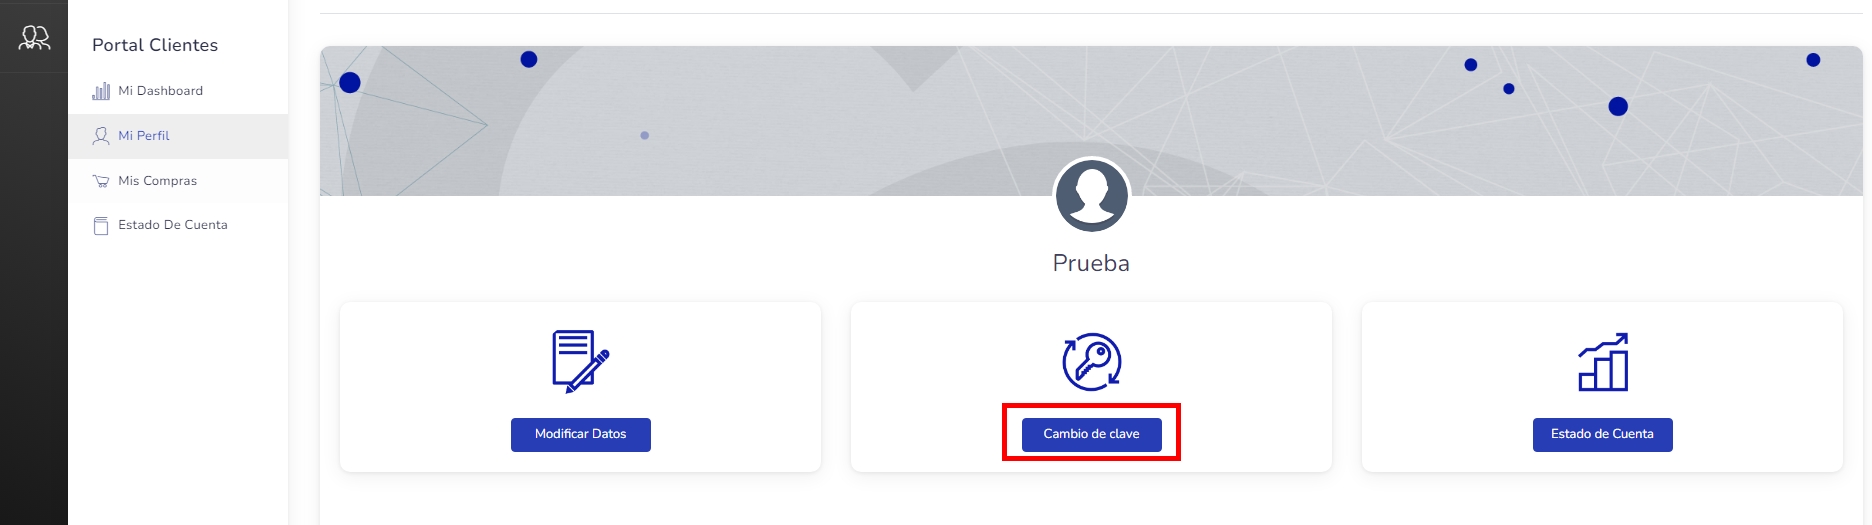 Portal Clientes
Mi Dashboard
Mi Perfil
Mis Compras
Estado De Cuenta
Prueba
Modificar Datos
Cambio de clave
Estado de Cuenta